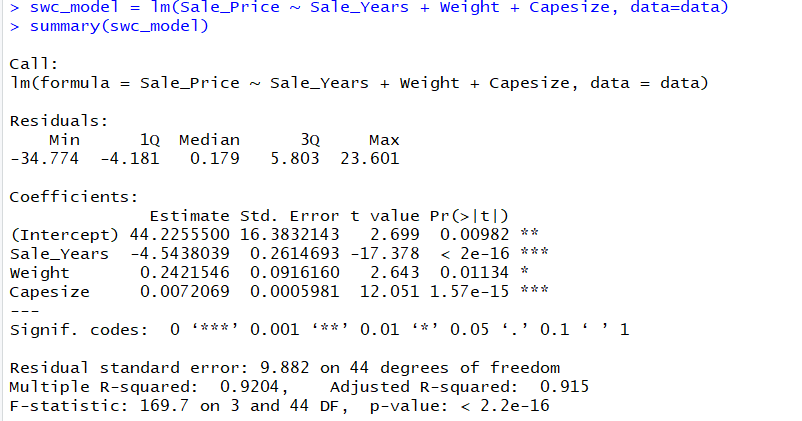 > swc_model = lm(Sale_Price ~ Sale_Years + Weight + Capesize, data=data)
> summary(swc_model)
Call:
lm(formula = Sale_Price ~ Sale_Years + Weight + Capesize, data = data)
Residuals:
    Min      1Q  Median      3Q     Max
-34.774  -4.181   0.179   5.803  23.601
Coefficients:
              Estimate Std. Error t value Pr(>|t|)
(Intercept) 44.2255500 16.3832143   2.699  0.00982 **
Sale_Years  -4.5438039  0.2614693 -17.378  < 2e-16 ***
Weight       0.2421546  0.0916160   2.643  0.01134 *
Capesize     0.0072069  0.0005981  12.051 1.57e-15 ***
---
Signif. codes:  0 ‘***’ 0.001 ‘**’ 0.01 ‘*’ 0.05 ‘.’ 0.1 ‘ ’ 1
Residual standard error: 9.882 on 44 degrees of freedom
Multiple R-squared:  0.9204,    Adjusted R-squared:  0.915
F-statistic: 169.7 on 3 and 44 DF,  p-value: < 2.2e-16